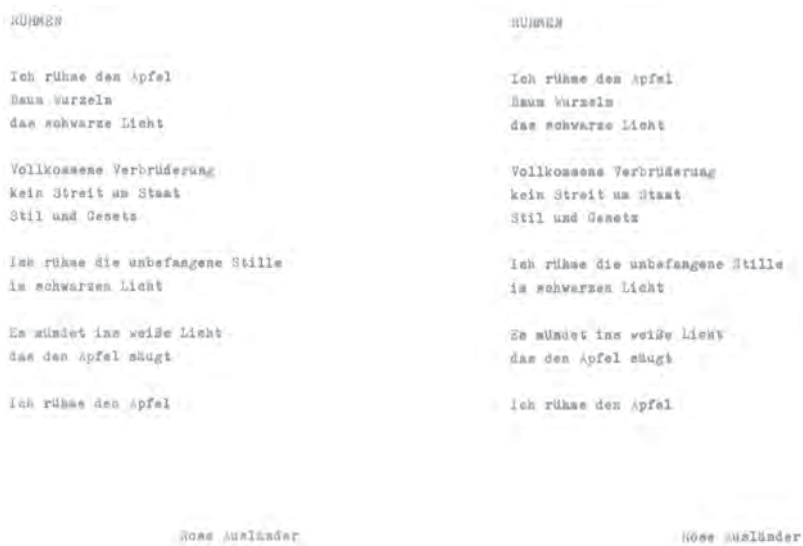 RÜHMEN
Ich rühme den Apfel
Baum Wurzeln
das schwarze Licht
Vollkommene Verbrüderung
kein Streit um Staat
Stil und Gesetz
Ich rühme die unbefangene Stille
im schwarzen Licht
Es mündet ins weiße Licht
das den Apfel säugt
Ich rühme den Apfel
Rose Ausländer
RÜHMEN
Ich rühme den Apfel
Baum Wurzeln
das schwarze Licht
Vollkommene Verbrüderung
kein Streit um Staat
Stil und Gesetz
Ich rühme die unbefangene Stille
im schwarzen Licht
Es mündet ins weiße Licht
das den Apfel säugt
Ich rühme den Apfel
Rose Ausländer